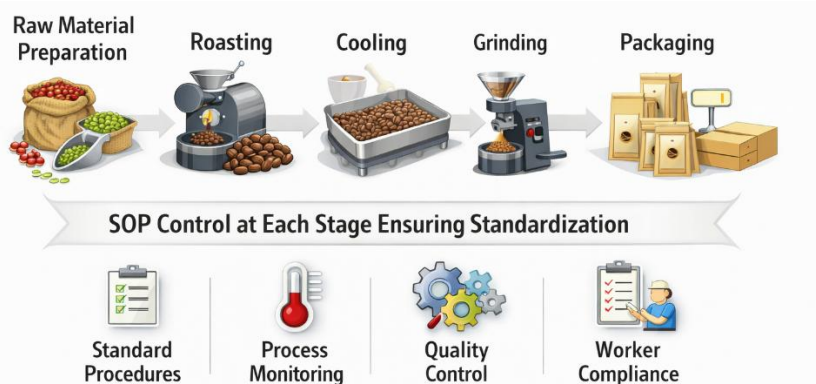 Raw Material
Preparation
Roasting
Cooling
Grinding
Packaging
SOP Control at Each Stage Ensuring Standardization
Standard
Procedures
Process
Monitoring
Quality
Control
Worker
Compliance